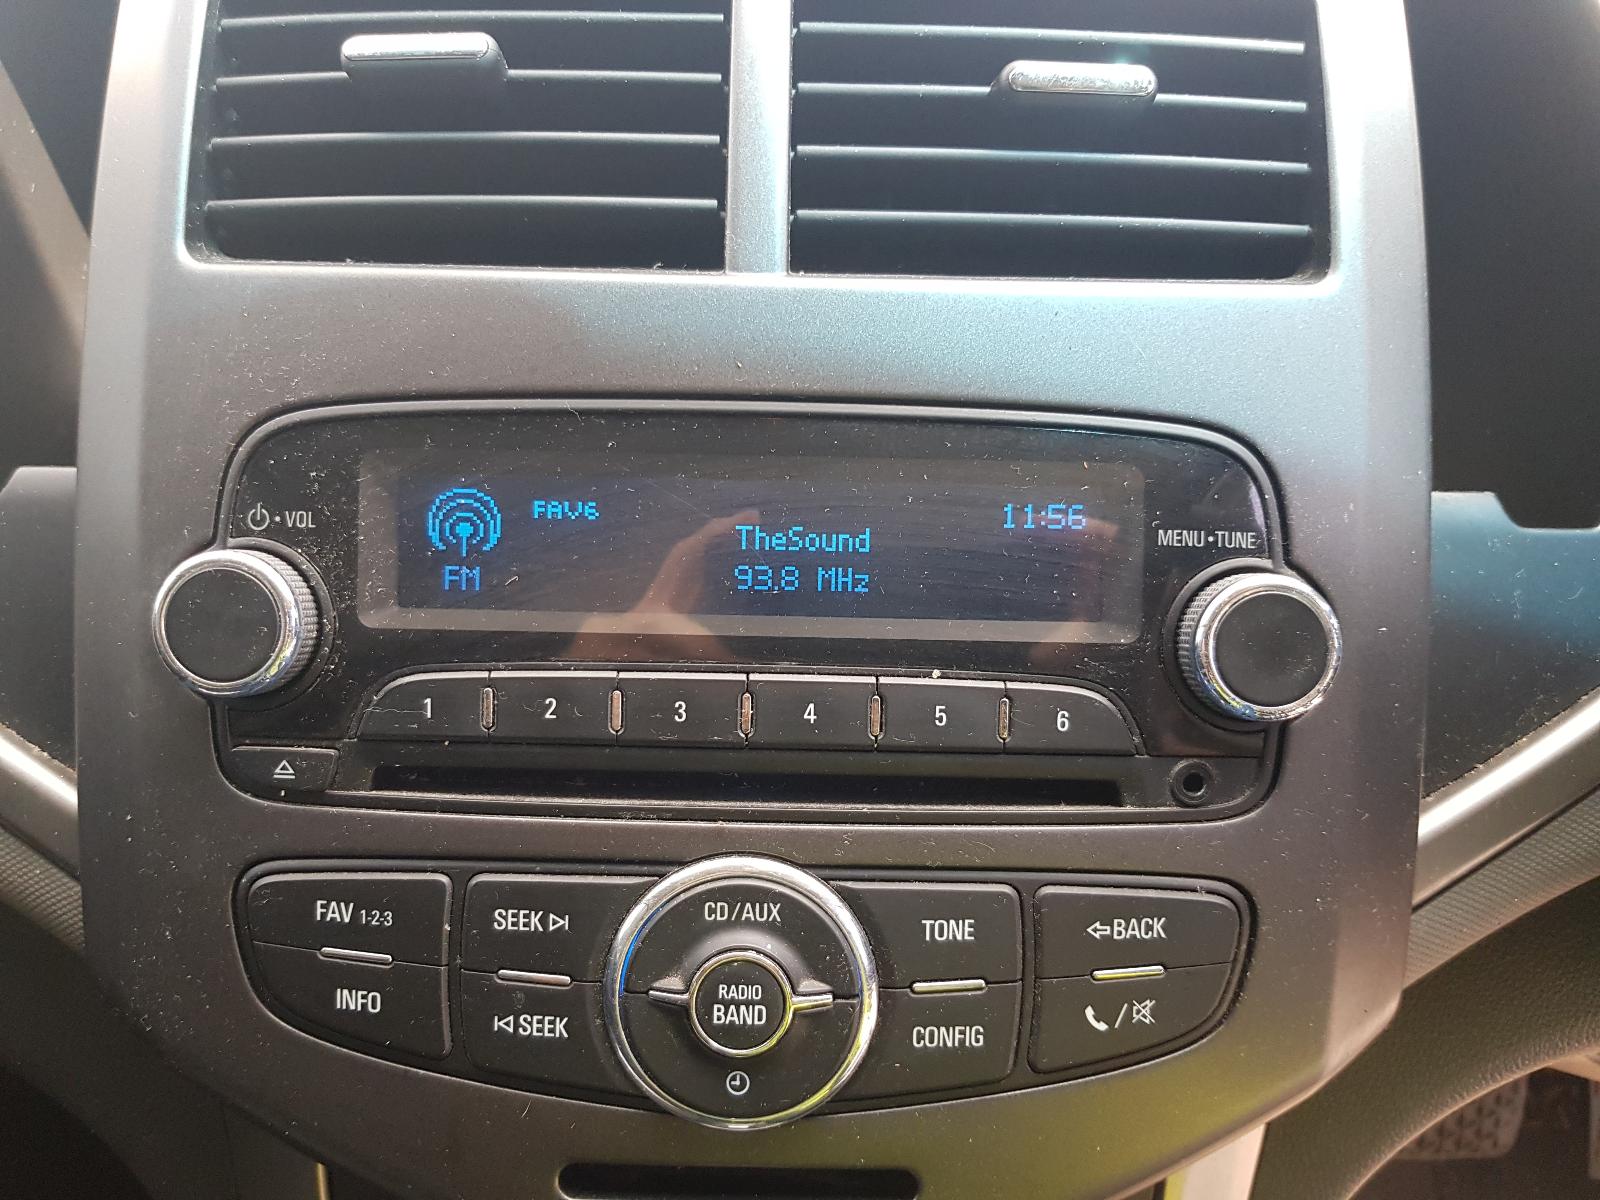 VOL
FAV6
11:56
TheSound
FM
93.8 MHz
MENU•TUNE
1
2
3
4
5
6
FAV 1-2-3
SEEK
CD/AUX
TONE
BACK
INFO
SEEK
RADIO
BAND
CONFIG
/